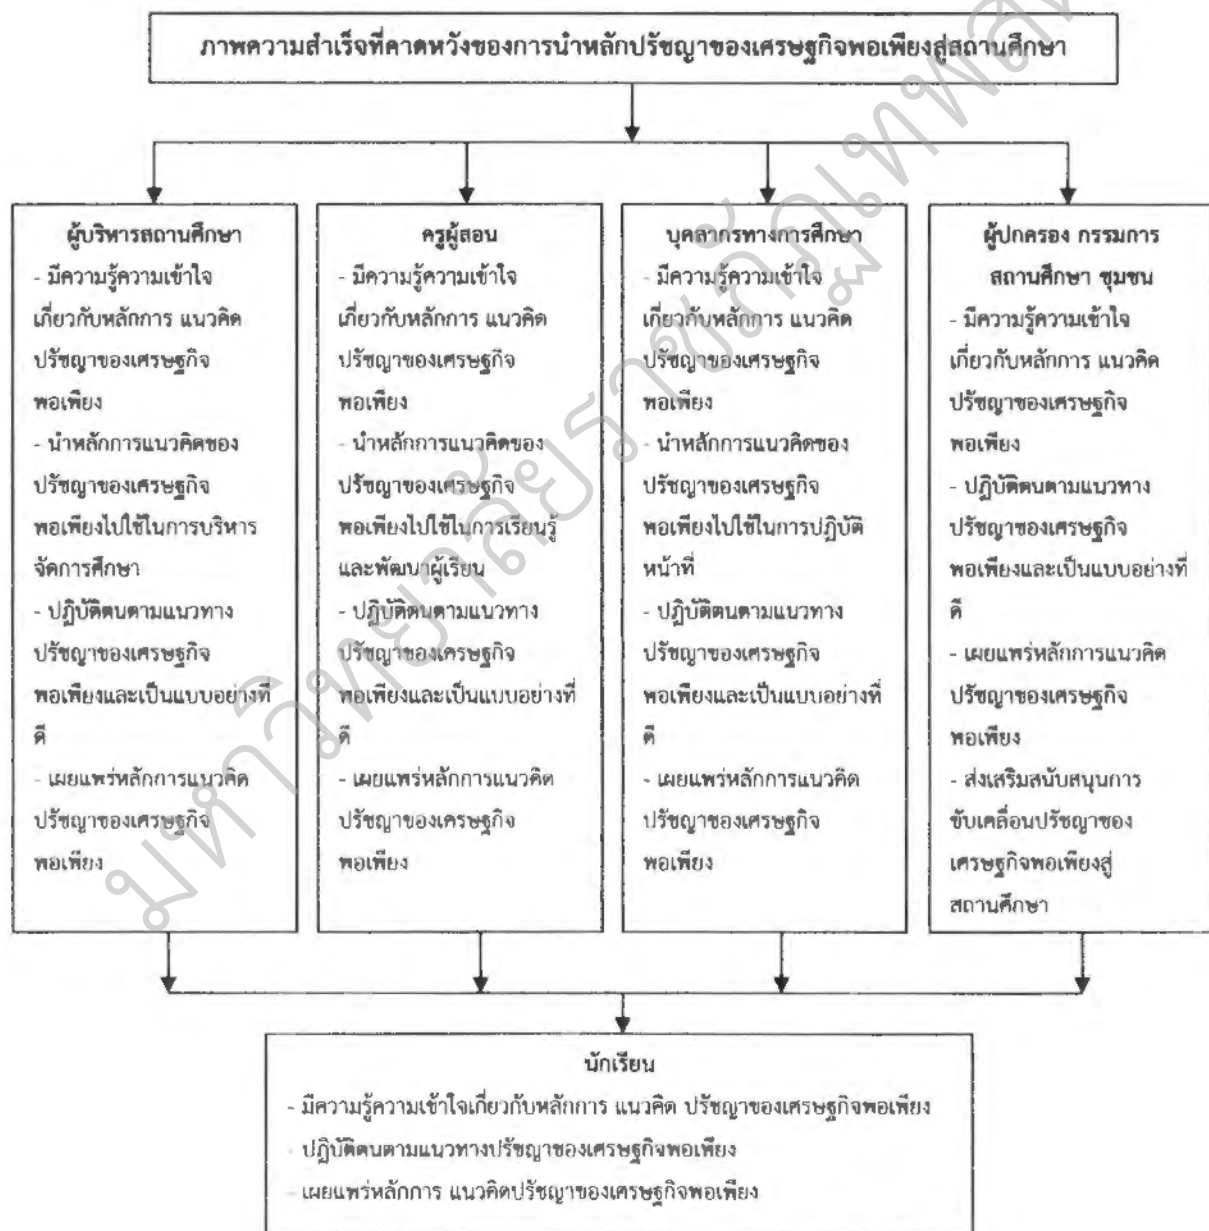 ภาพความสำเร็จที่คาดหวังของการนำหลักปรัชญาของเศรษฐกิจพอเพียงสู่สถานศึกษา
ผู้บริหารสถานศึกษา
- มีความรู้ความเข้าใจ
เกี่ยวกับหลักการ แนวคิด
ปรัชญาของเศรษฐกิจ
พอเพียง
- นำหลักการแนวคิดของ
ปรัชญาของเศรษฐกิจ
พอเพียงไปใช้ในการบริหาร
จัดการศึกษา
- ปฏิบัติตนตามแนวทาง
ปรัชญาของเศรษฐกิจ
พอเพียงและเป็นแบบอย่างที่
ดี
- เผยแพร่หลักการแนวคิด
ปรัชญาของเศรษฐกิจ
พอเพียง
ครูผู้สอน
- มีความรู้ความเข้าใจ
เกี่ยวกับหลักการ แนวคิด
ปรัชญาของเศรษฐกิจ
พอเพียง
- นำหลักการแนวคิดของ
ปรัชญาของเศรษฐกิจ
พอเพียงไปใช้ในการเรียนรู้
และพัฒนาผู้เรียน
- ปฏิบัติตนตามแนวทาง
ปรัชญาของเศรษฐกิจ
พอเพียงและเป็นแบบอย่างที่
ดี
- เผยแพร่หลักการแนวคิด
ปรัชญาของเศรษฐกิจ
พอเพียง
บุคลากรทางการศึกษา
- มีความรู้ความเข้าใจ
เกี่ยวกับหลักการ แนวคิด
ปรัชญาของเศรษฐกิจ
พอเพียง
- นำหลักการแนวคิดของ
ปรัชญาของเศรษฐกิจ
พอเพียงไปใช้ในการปฏิบัติ
หน้าที่
- ปฏิบัติตนตามแนวทาง
ปรัชญาของเศรษฐกิจ
พอเพียงและเป็นแบบอย่างที่
ดี
- เผยแพร่หลักการแนวคิด
ปรัชญาของเศรษฐกิจ
พอเพียง
ผู้ปกครอง กรรมการ
สถานศึกษา ชุมชน
- มีความรู้ความเข้าใจ
เกี่ยวกับหลักการ แนวคิด
ปรัชญาของเศรษฐกิจ
พอเพียง
- ปฏิบัติตนตามแนวทาง
ปรัชญาของเศรษฐกิจ
พอเพียงและเป็นแบบอย่างที่
ดี
- เผยแพร่หลักการแนวคิด
ปรัชญาของเศรษฐกิจ
พอเพียง
- ส่งเสริมสนับสนุนการ
ขับเคลื่อนปรัชญาของ
เศรษฐกิจพอเพียงสู่
สถานศึกษา
นักเรียน
- มีความรู้ความเข้าใจเกี่ยวกับหลักการ แนวคิด ปรัชญาของเศรษฐกิจพอเพียง
- ปฏิบัติตนตามแนวทางปรัชญาของเศรษฐกิจพอเพียง
- เผยแพร่หลักการ แนวคิดปรัชญาของเศรษฐกิจพอเพียง
มหาวิทยาลัยราชภัฏ